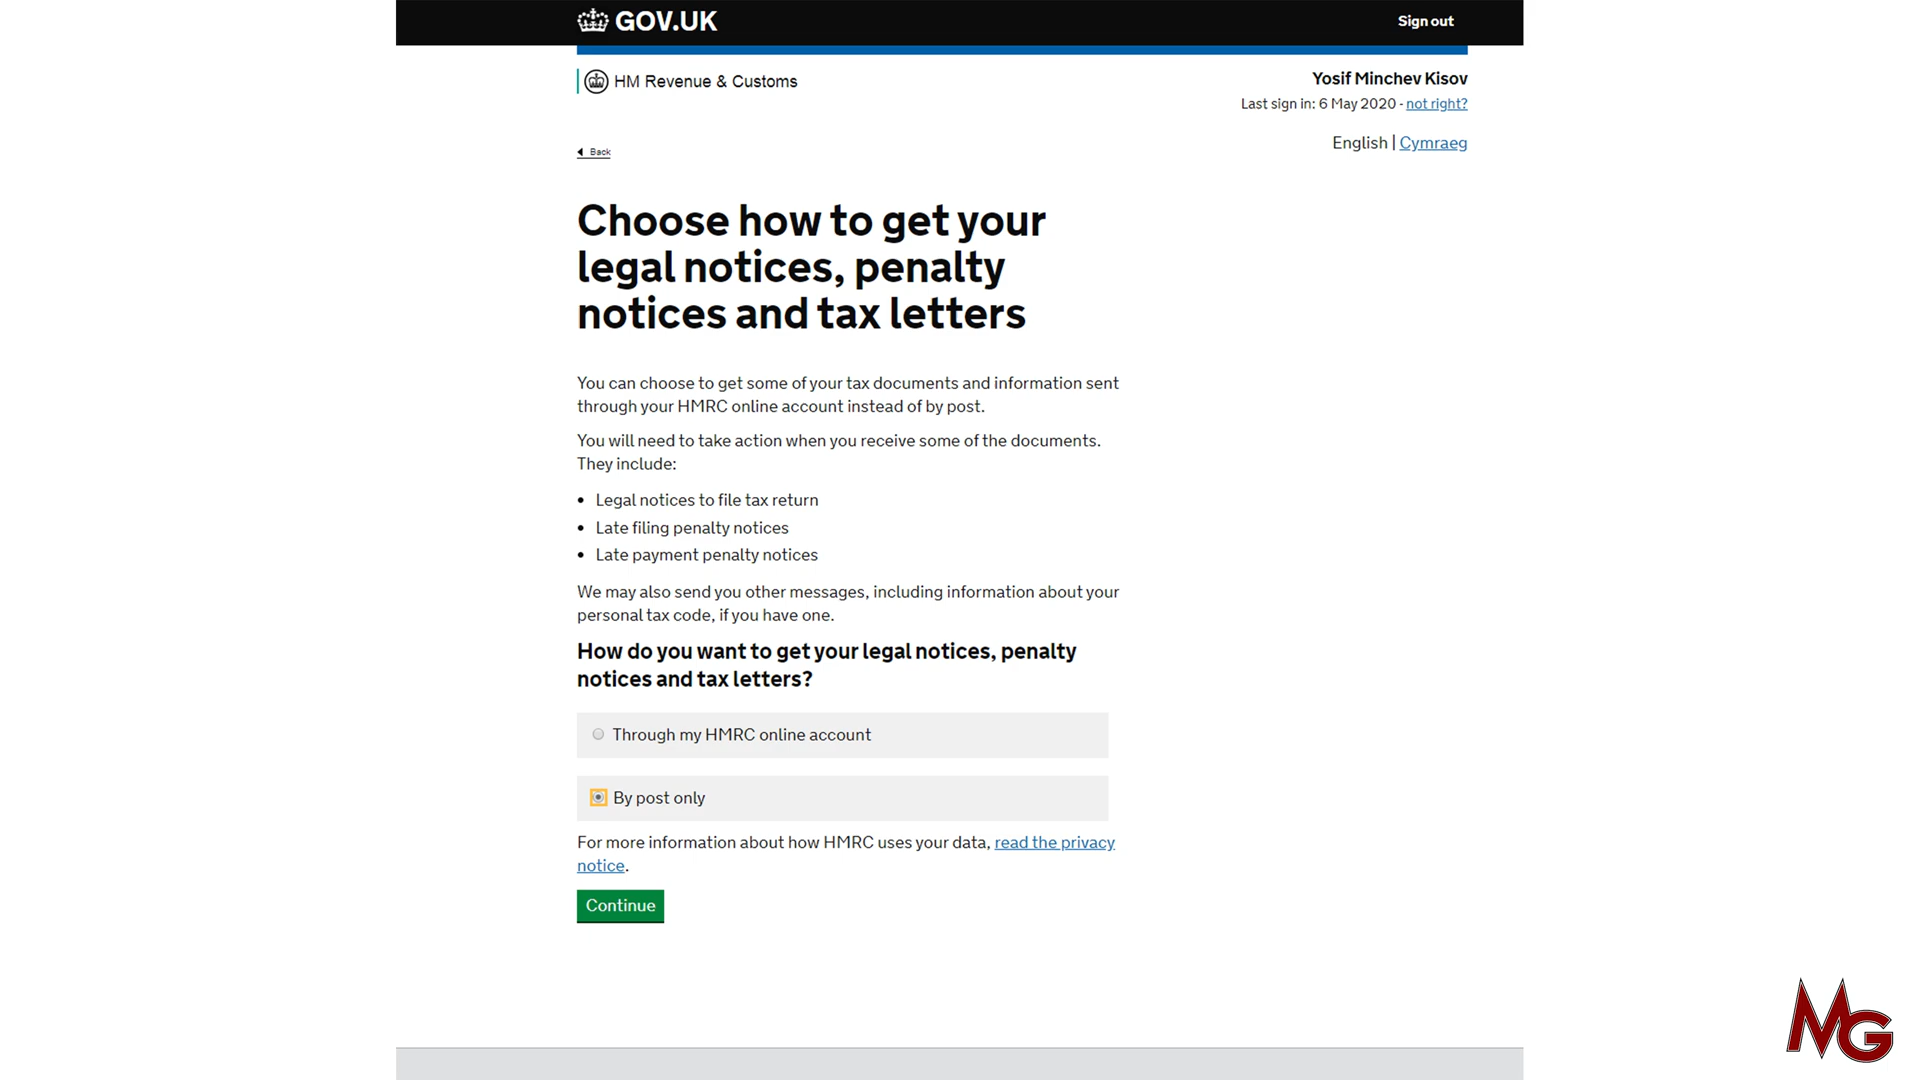 GOV.UK
Sign out
HM Revenue & Customs
Yosif Minchev Kisov
Last sign in: 6 May 2020 - not right?
English | Cymraeg
Back
Choose how to get your
legal notices, penalty
notices and tax letters
You can choose to get some of your tax documents and information sent
through your HMRC online account instead of by post.
You will need to take action when you receive some of the documents.
They include:
• Legal notices to file tax return
• Late filing penalty notices
• Late payment penalty notices
We may also send you other messages, including information about your
personal tax code, if you have one.
How do you want to get your legal notices, penalty
notices and tax letters?
Through my HMRC online account
By post only
For more information about how HMRC uses your data, read the privacy
notice.
Continue
MG